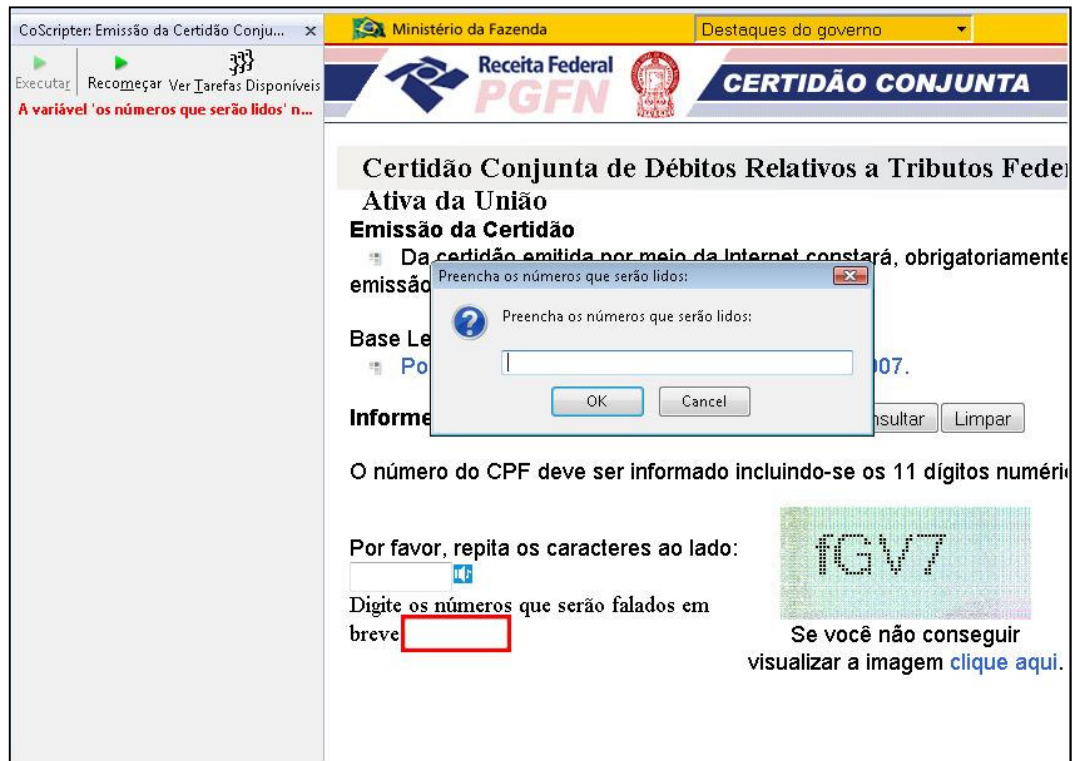 CoScripter: Emissão da Certidão Conju... x
Executar Recomeçar Ver Tarefas Disponíveis
A variável 'os números que serão lidos' n...
Ministério da Fazenda
Destaques do governo
Receita Federal
PGFN
CERTIDÃO CONJUNTA
Certidão Conjunta de Débitos Relativos a Tributos Feder
Ativa da União
Emissão da Certidão
Da certidão emitida por meio da Internet constará, obrigatoriamente
emissão
Preencha os números que serão lidos:
Preencha os números que serão lidos:
OK Cancel
Base Le
Po 007.
Informe nsultar Limpar
O número do CPF deve ser informado incluindo-se os 11 dígitos numéri
Por favor, repita os caracteres ao lado:
fGV7
Digite os números que serão falados em
breve
Se você não conseguir
visualizar a imagem clique aqui.